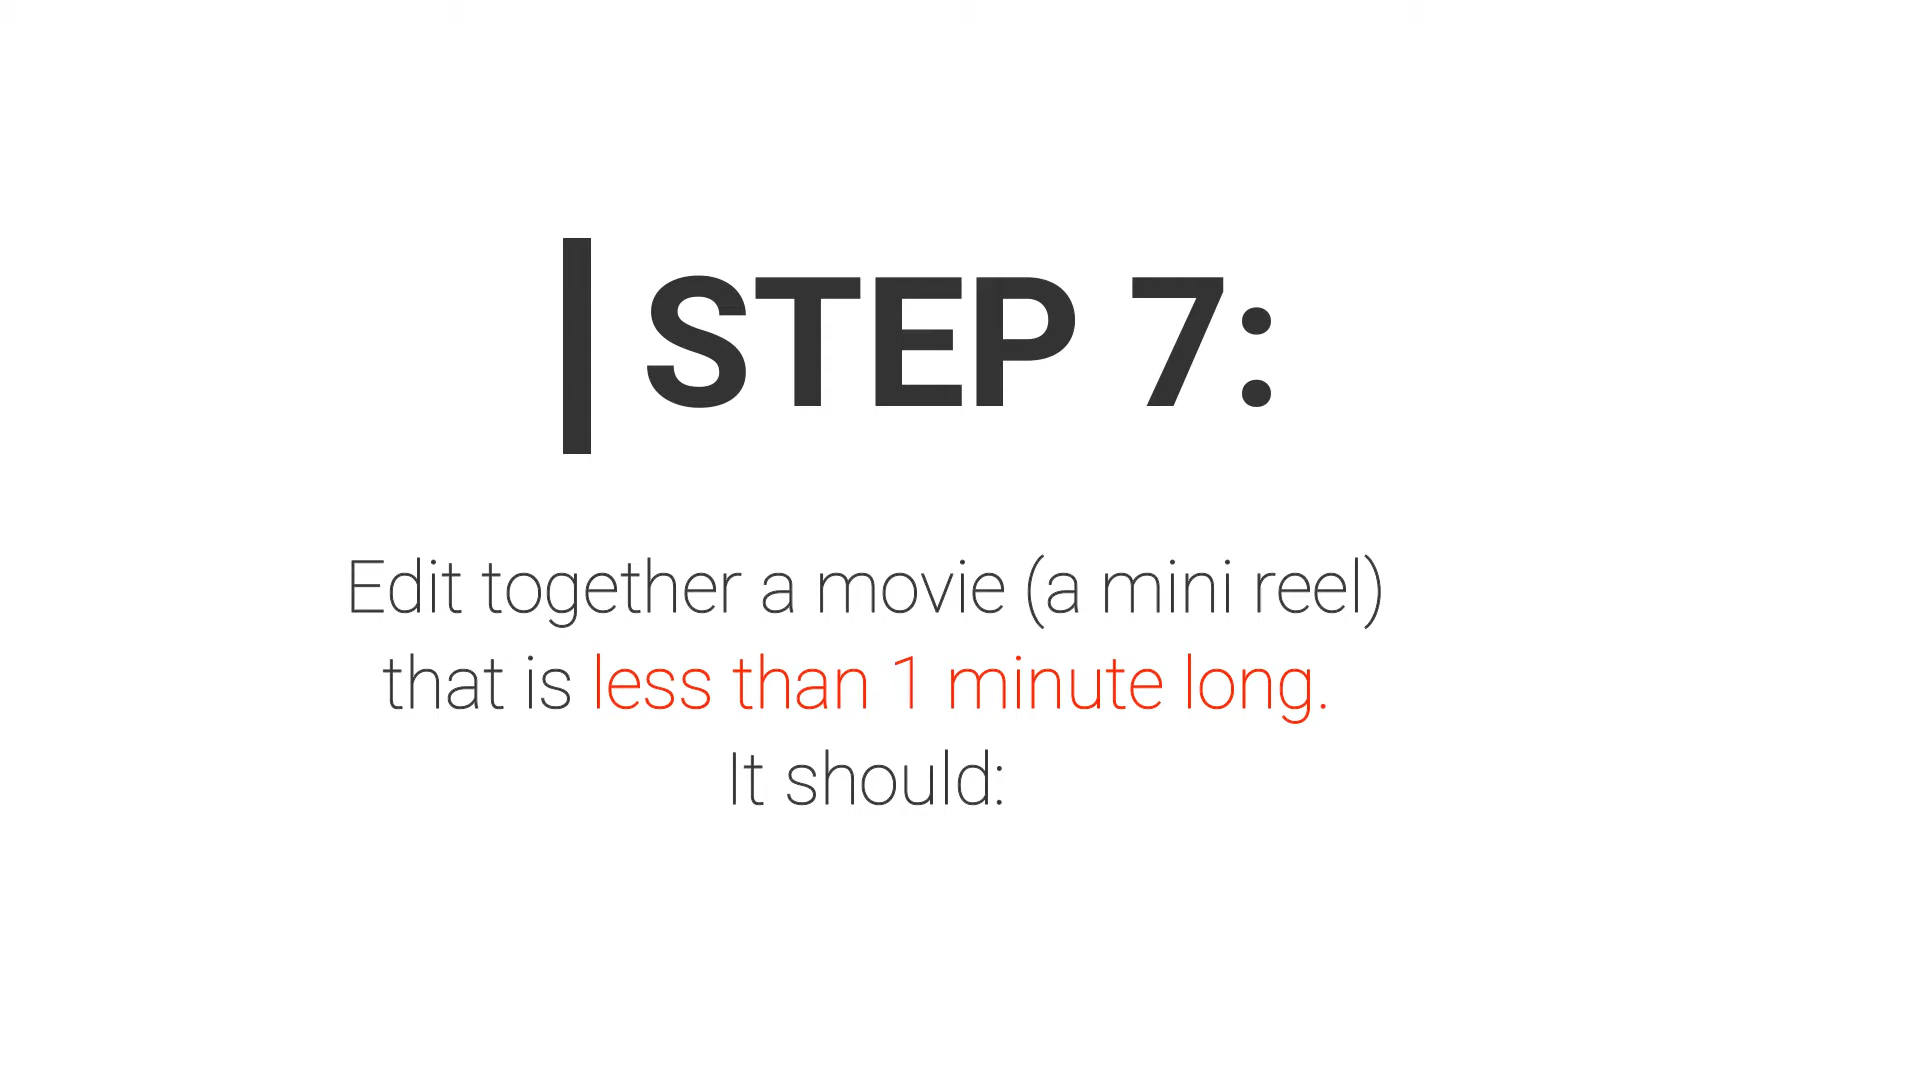 STEP 7:
Edit together a movie (a mini reel)
that is less than 1 minute long.
It should: